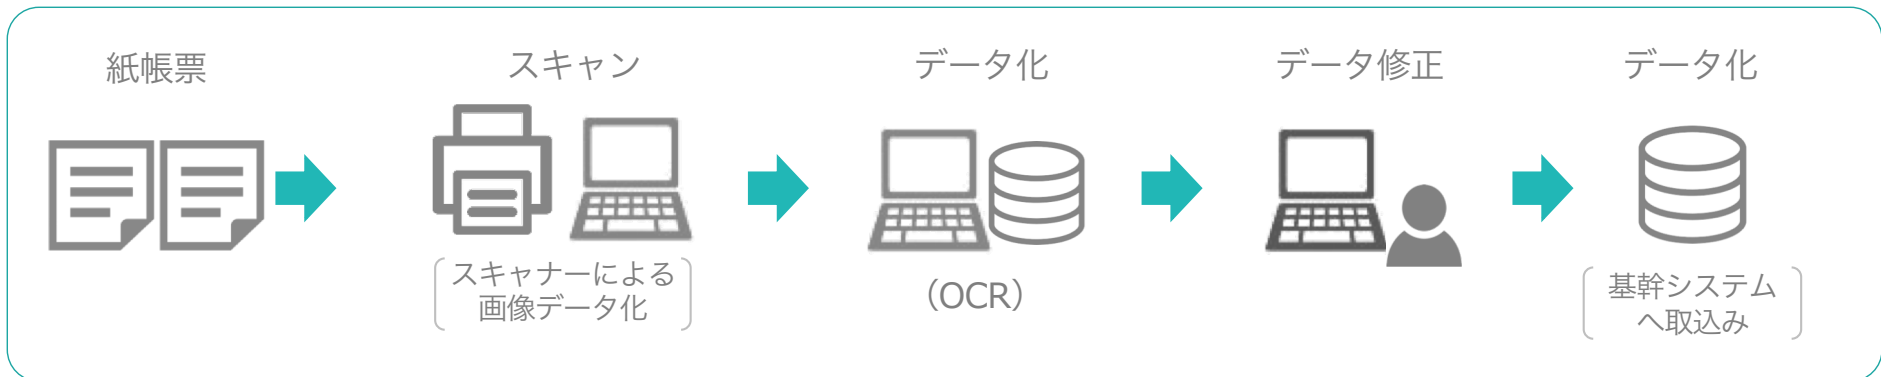 紙帳票
スキャン
データ化
データ修正
データ化
スキャナーによる
画像データ化
（OCR）
基幹システム
へ取込み